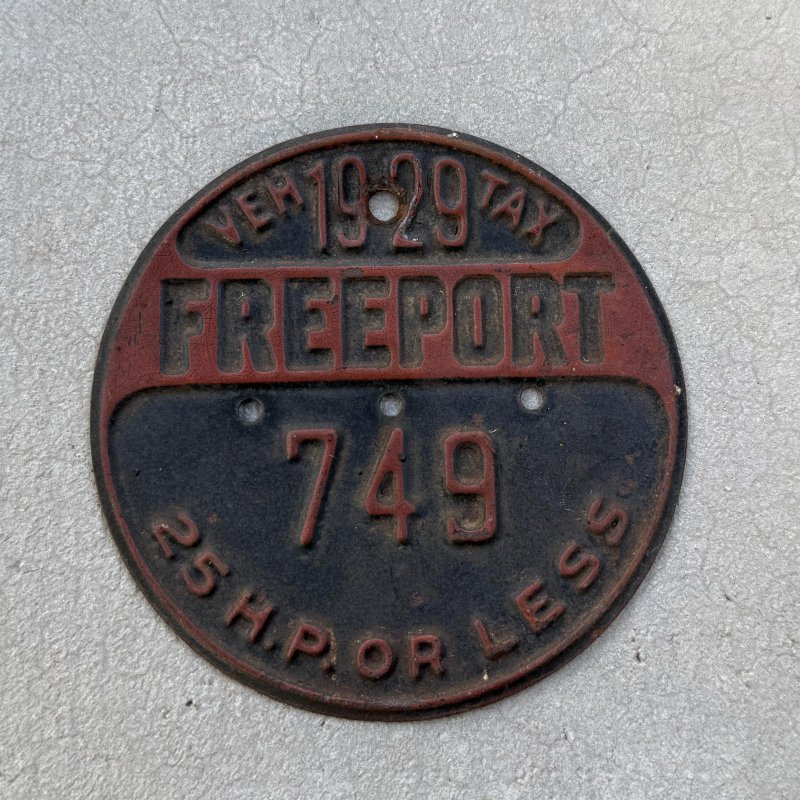 VEH 1929 TAX
FREEPORT
749
25 H.P. OR LESS